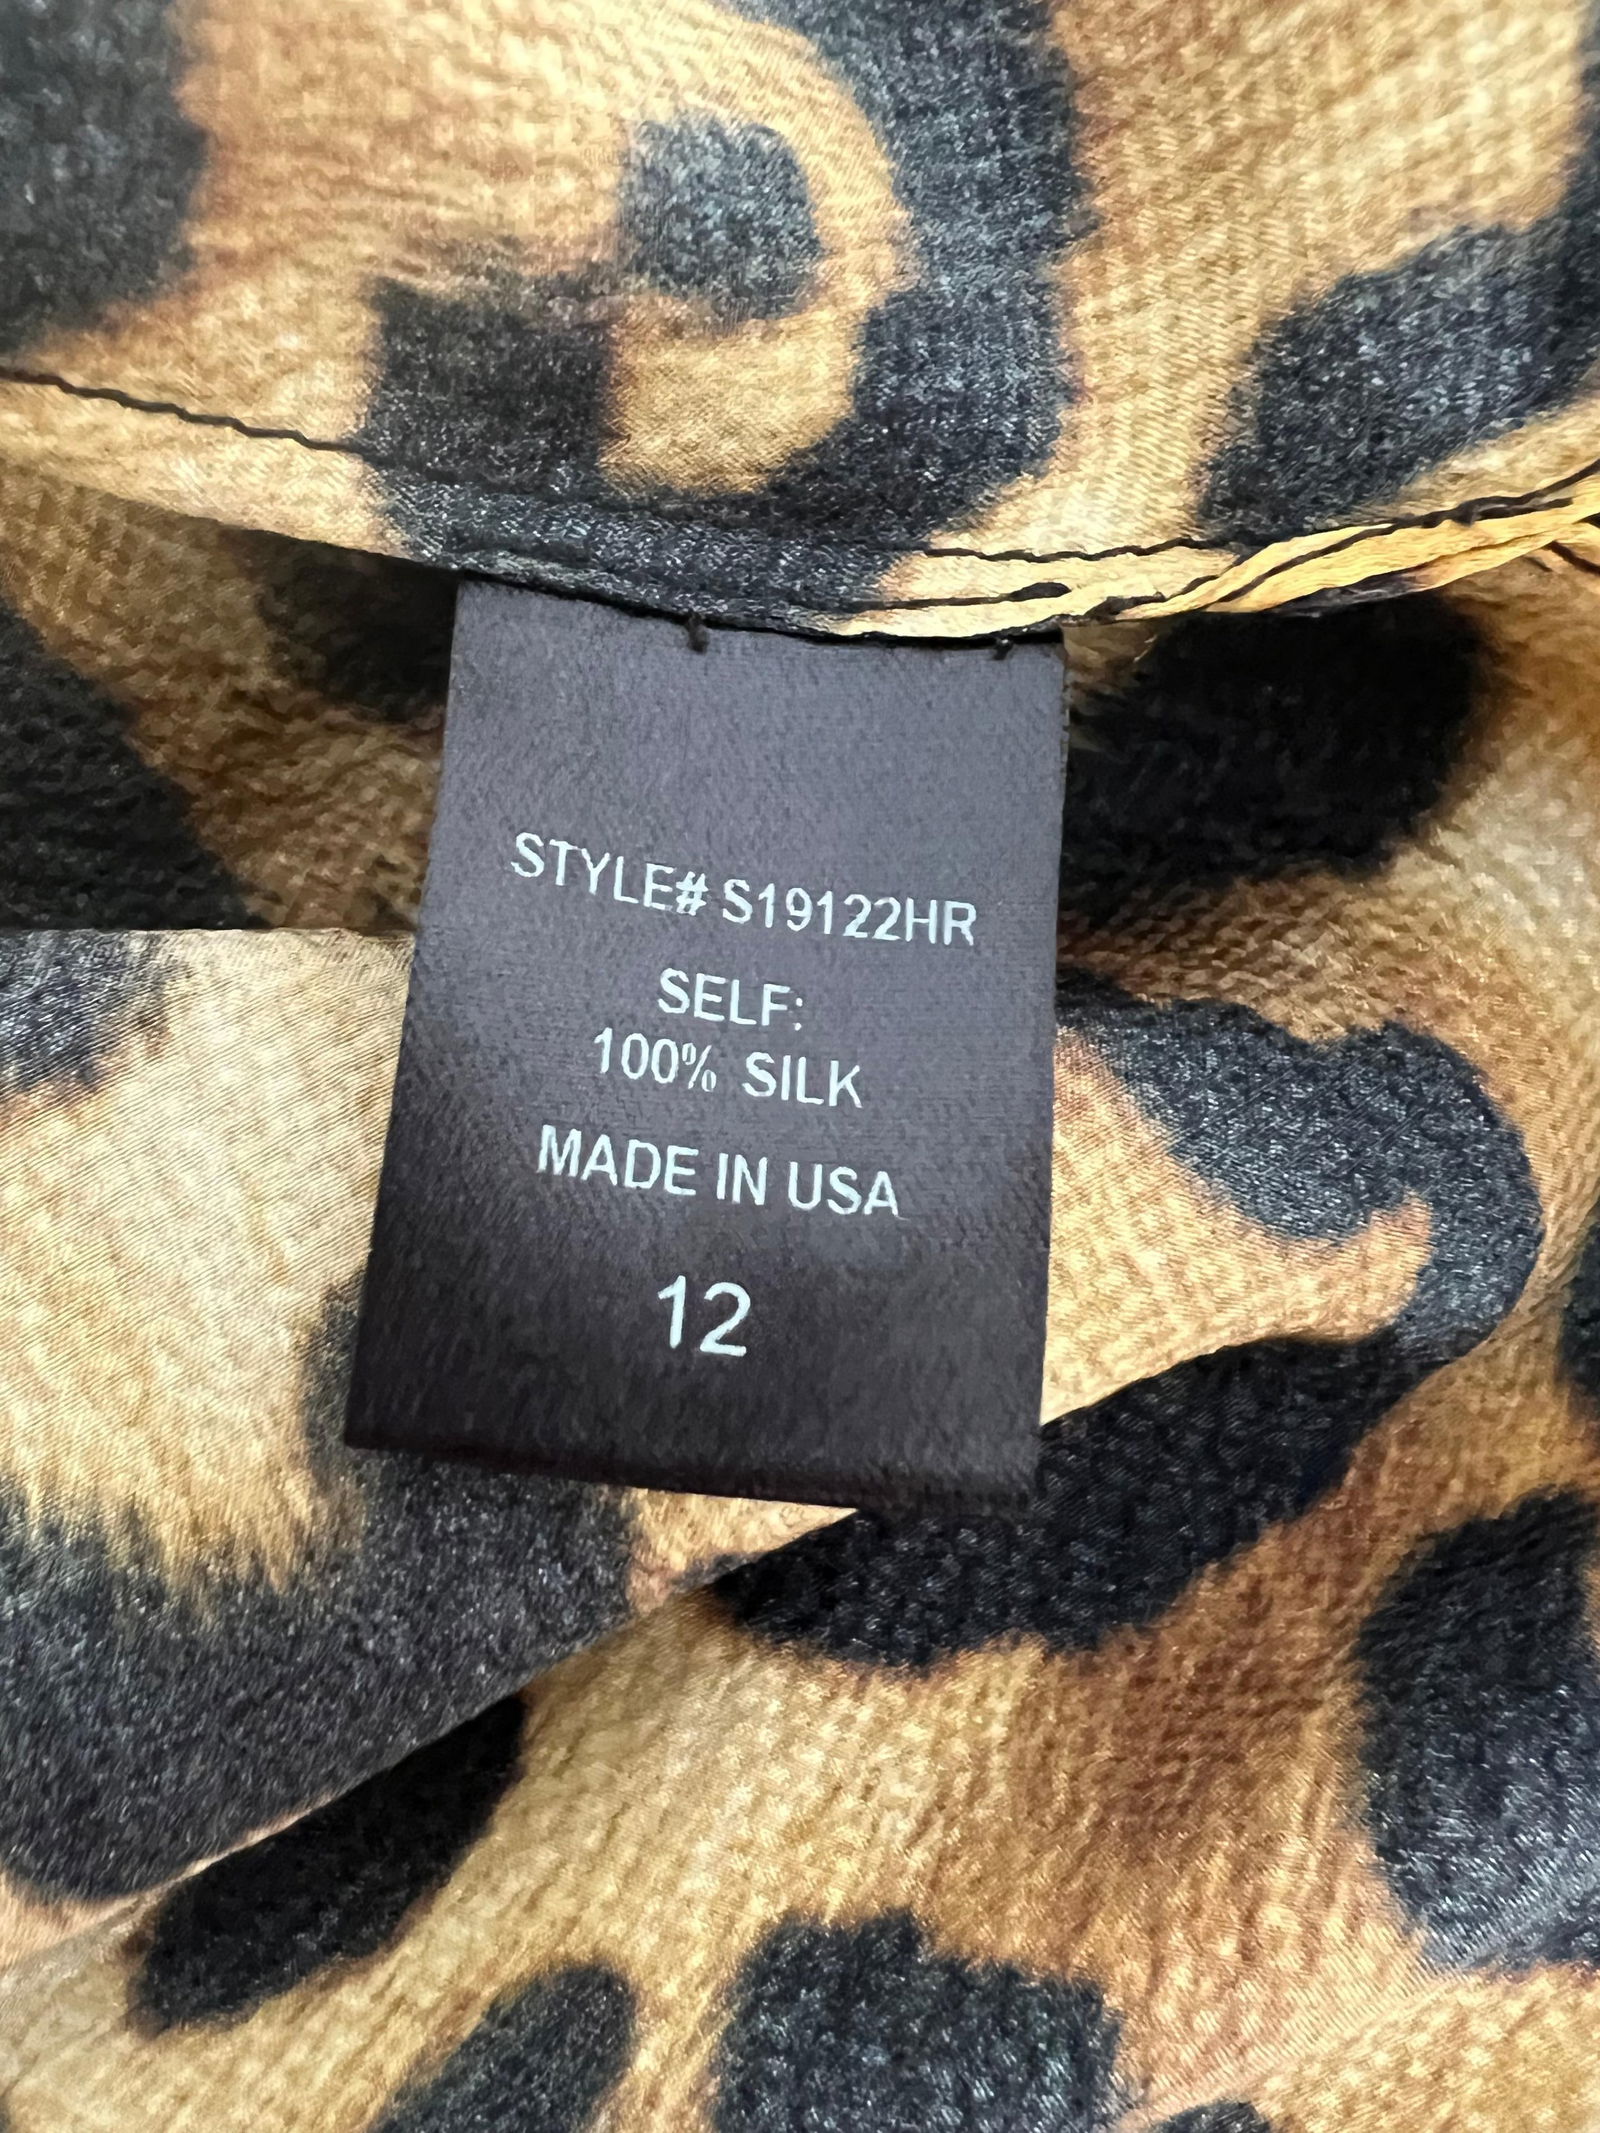 STYLE# S19122HR
SELF:
100% SILK
MADE IN USA
12